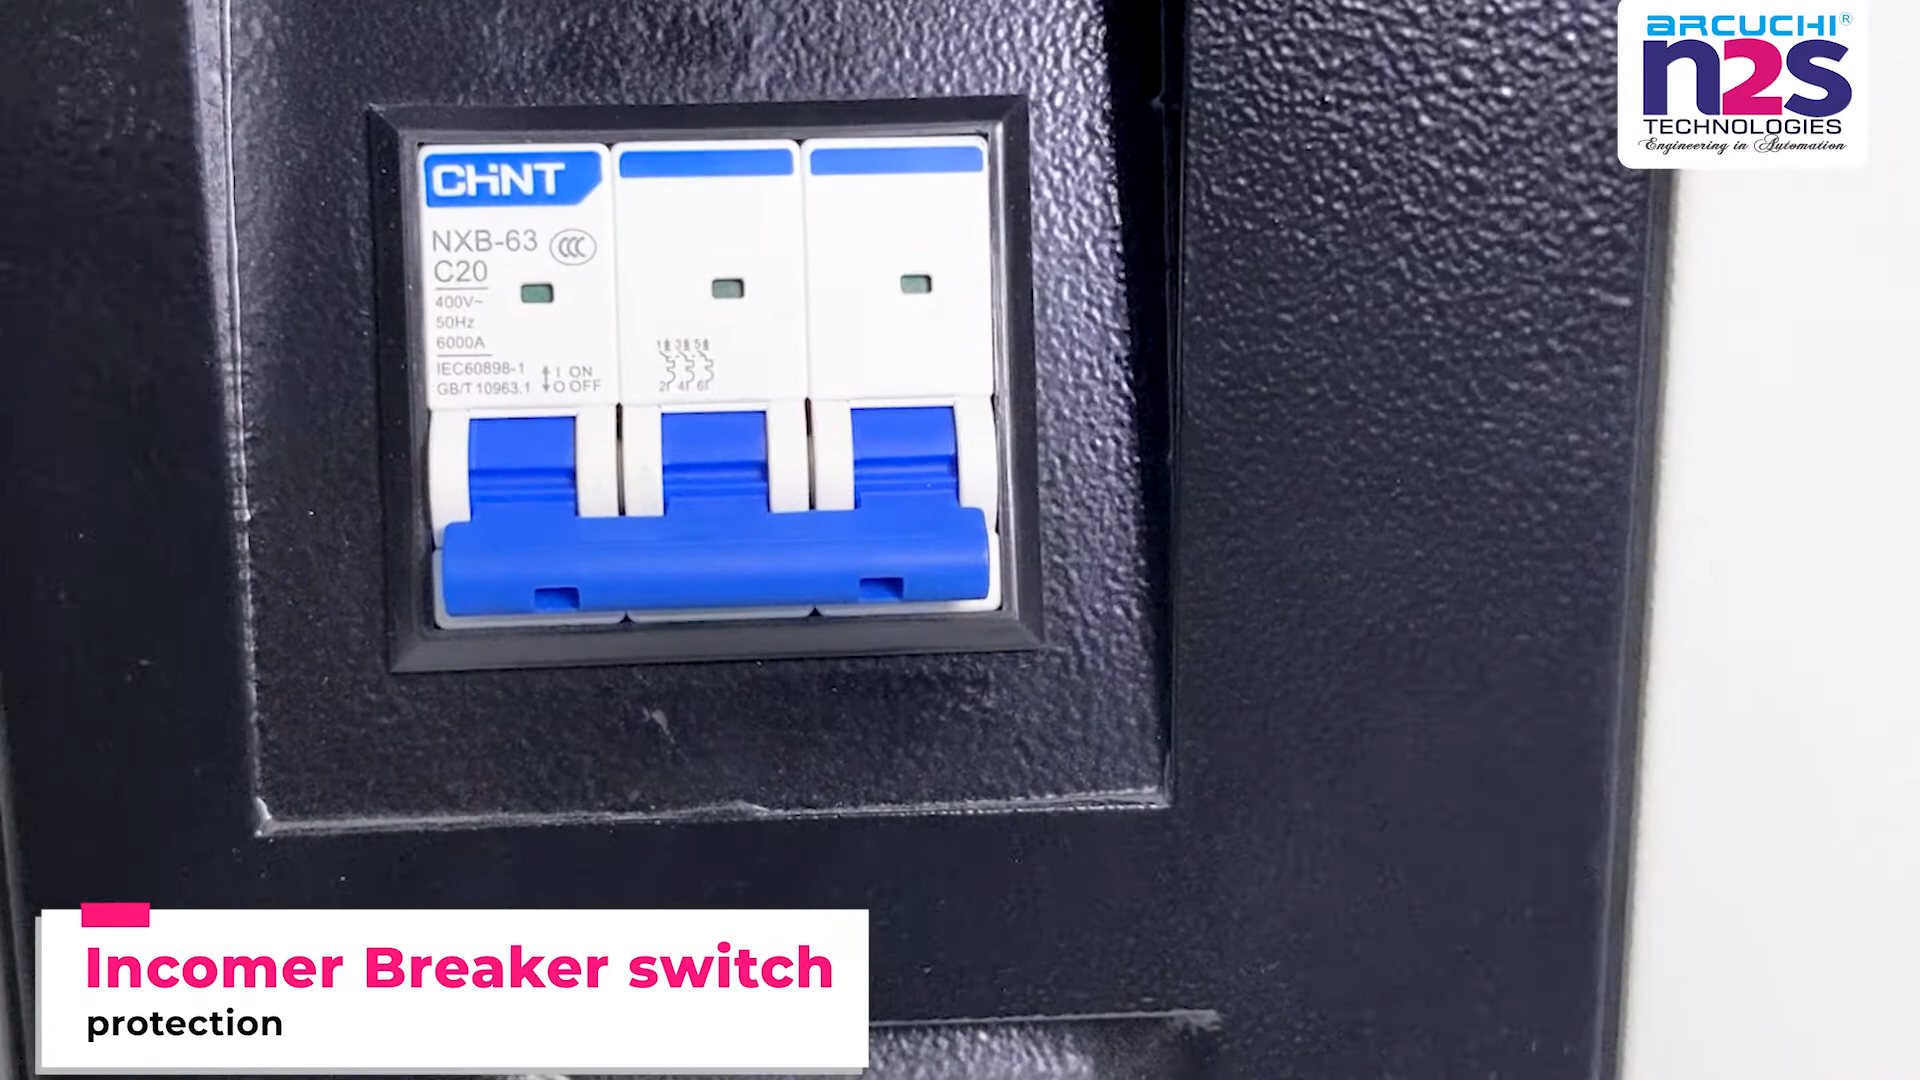 ARCUCHI®
n2s
TECHNOLOGIES
Engineering in Automation
CHiNT
NXB-63 CCC
C20
400V~
50Hz
6000A
IEC60898-1
GB/T 10963.1
I ON
O OFF
1 3 5
2 4 6
Incomer Breaker switch
protection